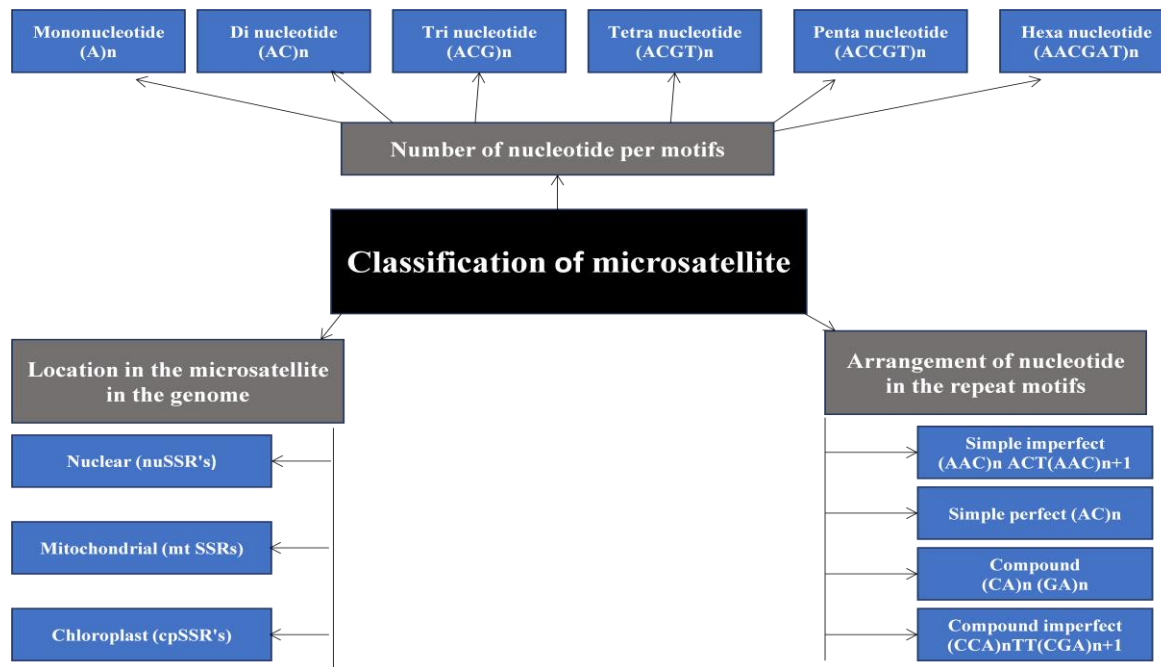 Mononucleotide
(A)n
Di nucleotide
(AC)n
Tri nucleotide
(ACG)n
Tetra nucleotide
(ACGT)n
Penta nucleotide
(ACCGT)n
Hexa nucleotide
(AACGAT)n
Number of nucleotide per motifs
Classification of microsatellite
Location in the microsatellite
in the genome
Nuclear (nuSSR's)
Mitochondrial (mt SSRs)
Chloroplast (cpSSR's)
Arrangement of nucleotide
in the repeat motifs
Simple imperfect
(AAC)n ACT(AAC)n+1
Simple perfect (AC)n
Compound
(CA)n (GA)n
Compound imperfect
(CCA)nTT(CGA)n+1